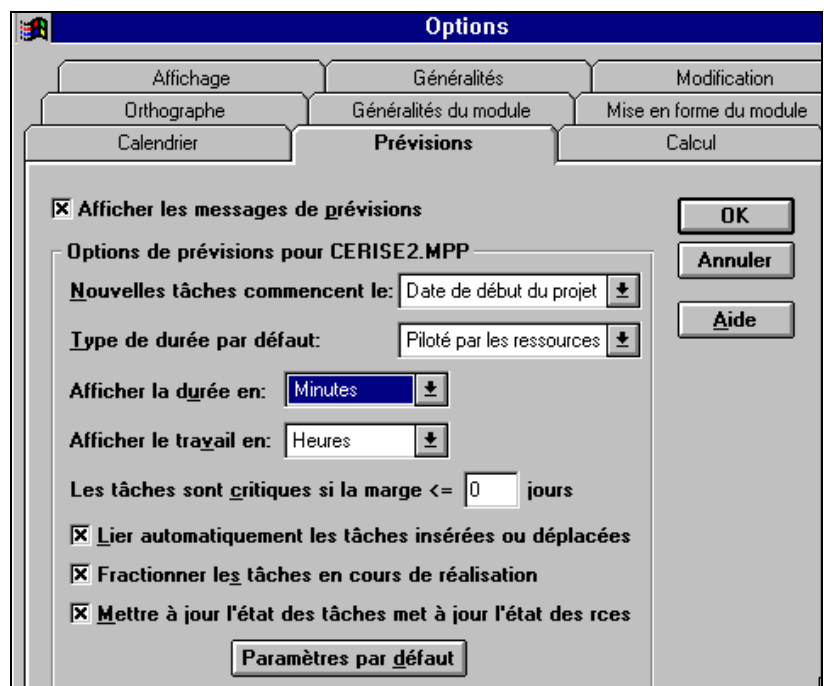 Options
Affichage Généralités Modification
Orthographe Généralités du module Mise en forme du module
Calendrier Prévisions Calcul
Afficher les messages de prévisions
OK
Options de prévisions pour CERISE2.MPP
Annuler
Nouvelles tâches commencent le: Date de début du projet
Aide
Type de durée par défaut: Piloté par les ressources
Afficher la durée en: Minutes
Afficher le travail en: Heures
Les tâches sont critiques si la marge <= 0 jours
Lier automatiquement les tâches insérées ou déplacées
Fractionner les tâches en cours de réalisation
Mettre à jour l'état des tâches met à jour l'état des rces
Paramètres par défaut